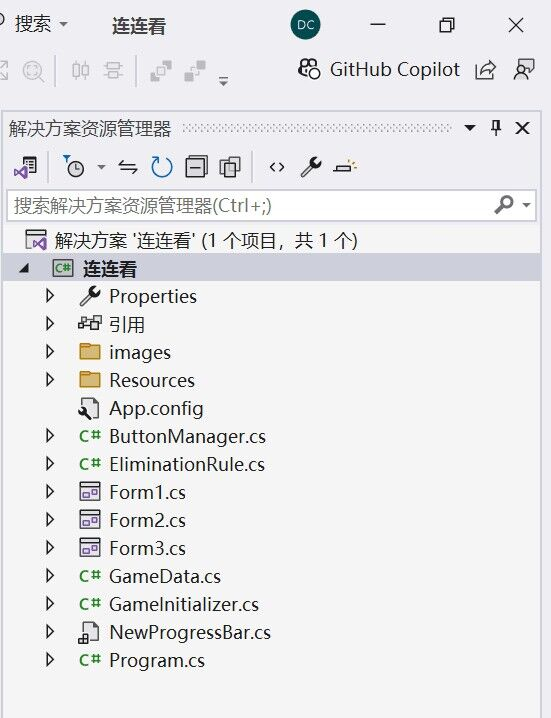 搜索 连连看 DC
GitHub Copilot
解决方案资源管理器
搜索解决方案资源管理器(Ctrl+;)
解决方案 '连连看' (1 个项目，共 1 个)
C# 连连看
Properties
引用
images
Resources
App.config
C# ButtonManager.cs
C# EliminationRule.cs
Form1.cs
Form2.cs
Form3.cs
C# GameData.cs
C# GameInitializer.cs
NewProgressBar.cs
C# Program.cs